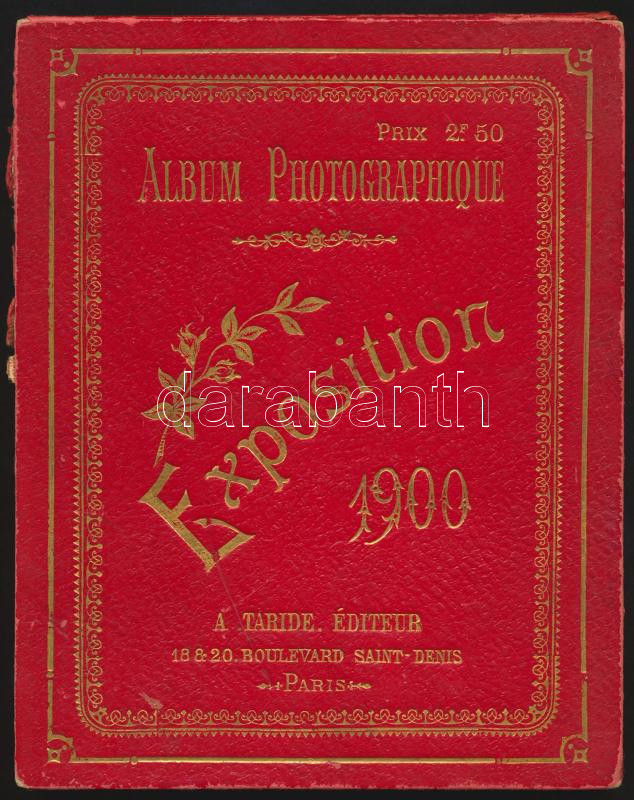 PRIX 2F 50
ALBUM PHOTOGRAPHIQUE
Exposition
darabanth
1900
A TARIDE. ÉDITEUR
18 & 20. BOULEVARD SAINT-DENIS
PARIS